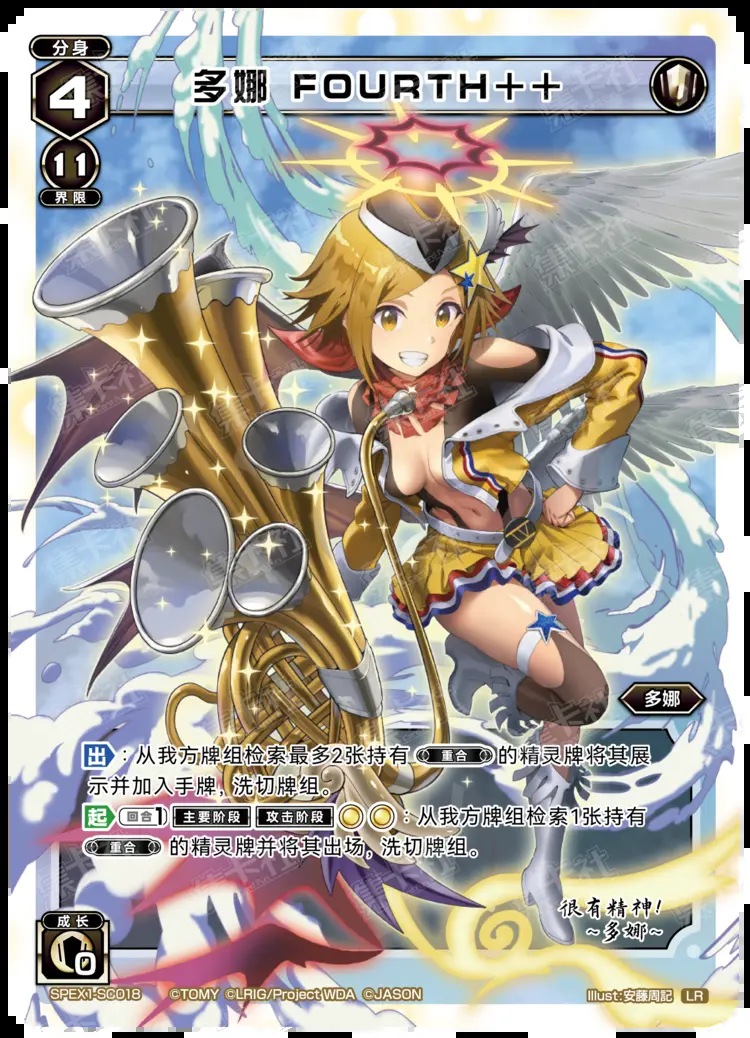 分身
4
多娜 FOURTH++
11
界限
多娜
出：从我方牌组检索最多2张持有 重合 的精灵牌将其展
示并加入手牌，洗切牌组。
起 回合1 主要阶段 攻击阶段 ：从我方牌组检索1张持有
重合 的精灵牌并将其出场，洗切牌组。
很有精神!
~多娜~
成长
0
SPEX1-SC018 ©TOMY ©LRIG/Project WDA ©JASON Illust:安藤周記 LR
集卡社